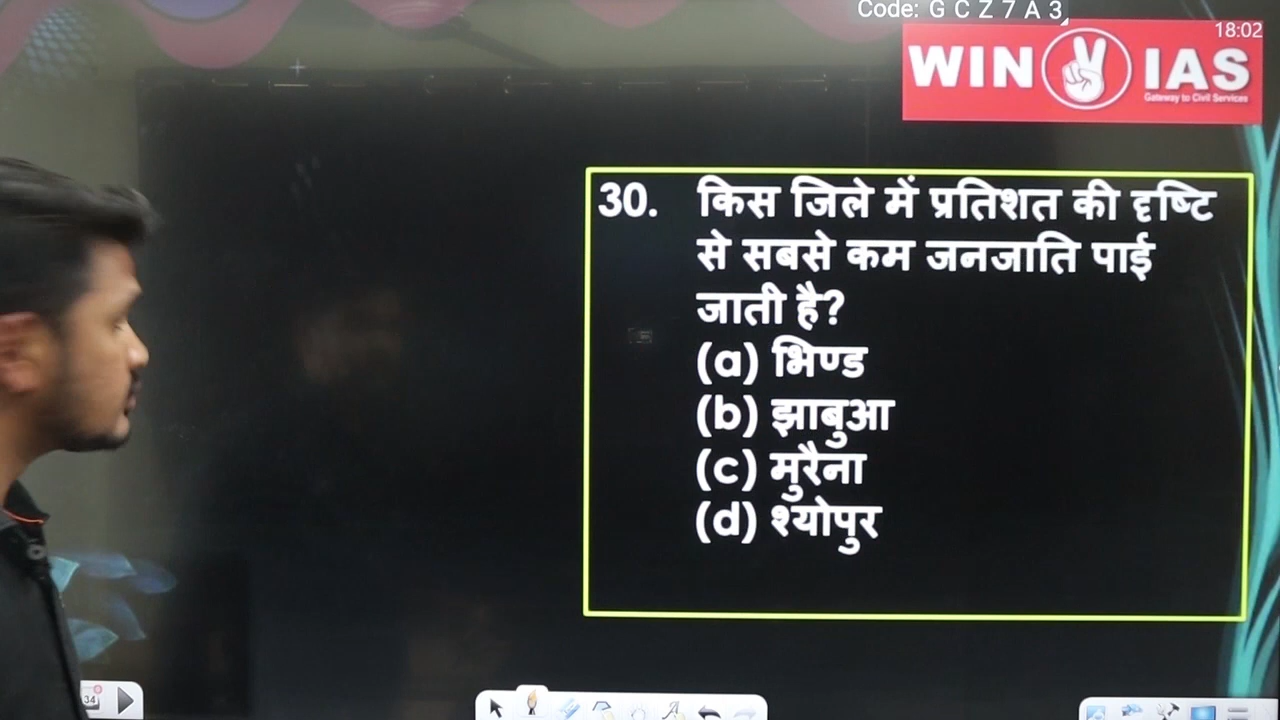 Code: G C Z 7 A 3
18:02
WIN IAS
Gateway to Civil Services
30. किस जिले में प्रतिशत की दृष्टि
से सबसे कम जनजाति पाई
जाती है?
(a) भिण्ड
(b) झाबुआ
(c) मुरैना
(d) श्योपुर
34